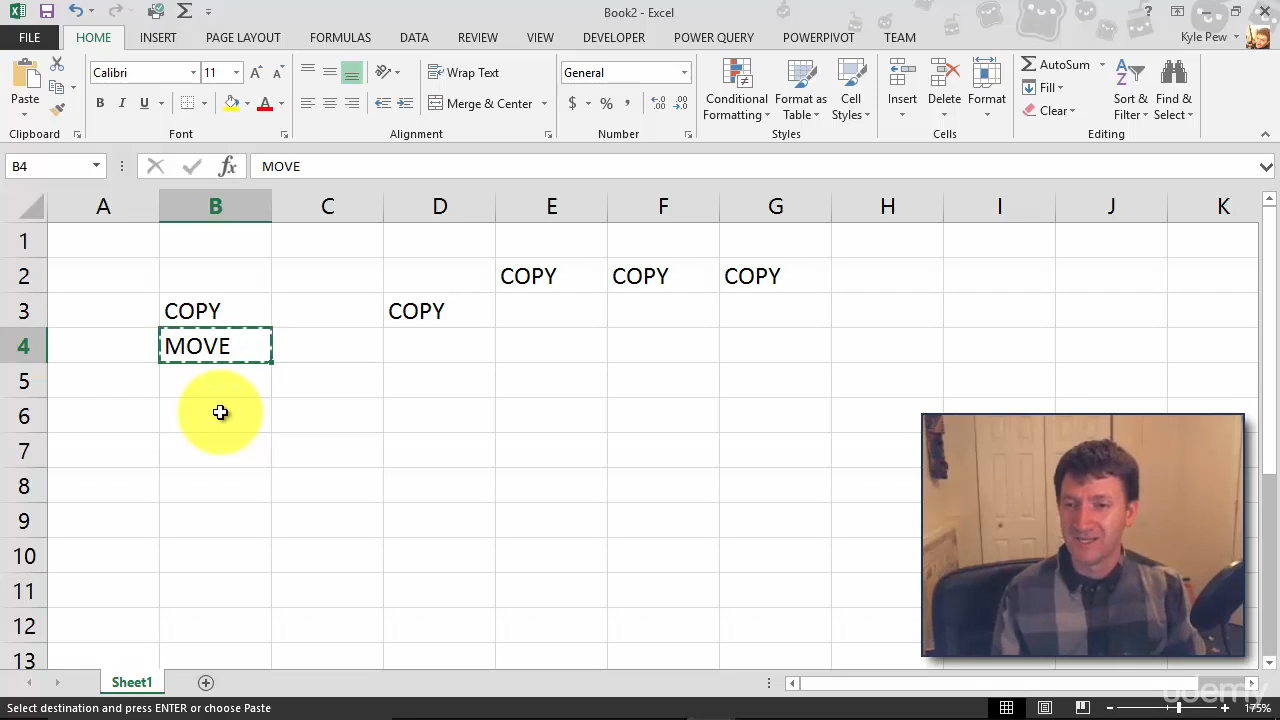 Book2 - Excel
?
FILE HOME INSERT PAGE LAYOUT FORMULAS DATA REVIEW VIEW DEVELOPER POWER QUERY POWERPIVOT TEAM Kyle Pew
Paste
Calibri 11
B I U
Wrap Text
Merge & Center
General
$ % ,
Conditional Formatting
Format as Table
Cell Styles
Insert
Delete
Format
AutoSum
Fill
Clear
Sort & Filter
Find & Select
Clipboard Font Alignment Number Styles Cells Editing
B4 fx MOVE
A B C D E F G H I J K
1
2 COPY COPY COPY
3 COPY COPY
4 MOVE
5
6
7
8
9
10
11
12
13
Sheet1
udemy
Select destination and press ENTER or choose Paste 175%